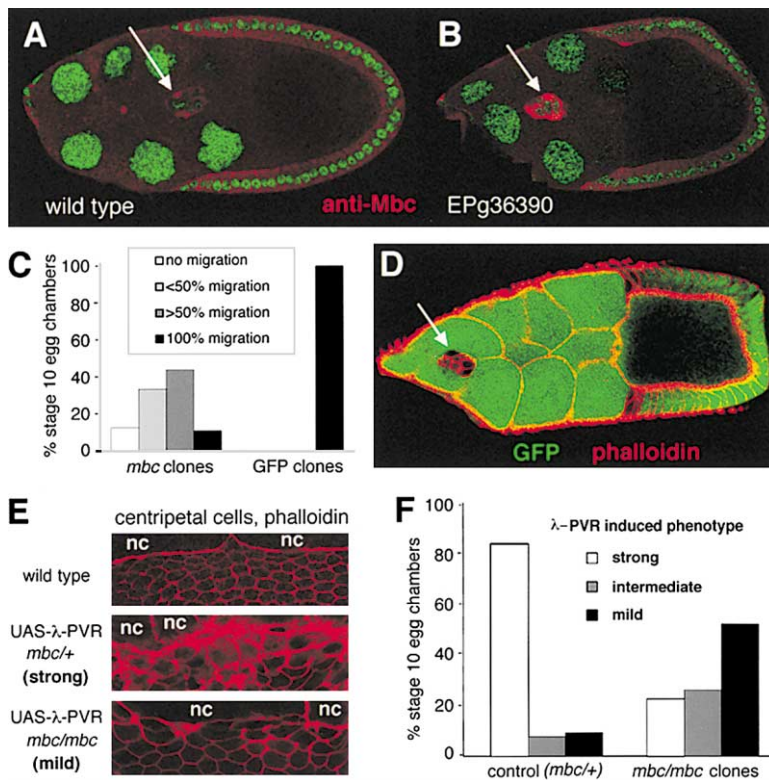 A
B
wild type
anti-Mbc
EPg36390
C
% stage 10 egg chambers
100
80
60
40
20
0
no migration
<50% migration
>50% migration
100% migration
mbc clones
GFP clones
D
GFP phalloidin
E
centripetal cells, phalloidin
nc nc
wild type
nc nc
UAS-λ-PVR
mbc/+
(strong)
nc nc
UAS-λ-PVR
mbc/mbc
(mild)
F
% stage 10 egg chambers
100
80
60
40
20
0
λ-PVR induced phenotype
strong
intermediate
mild
control (mbc/+)
mbc/mbc clones